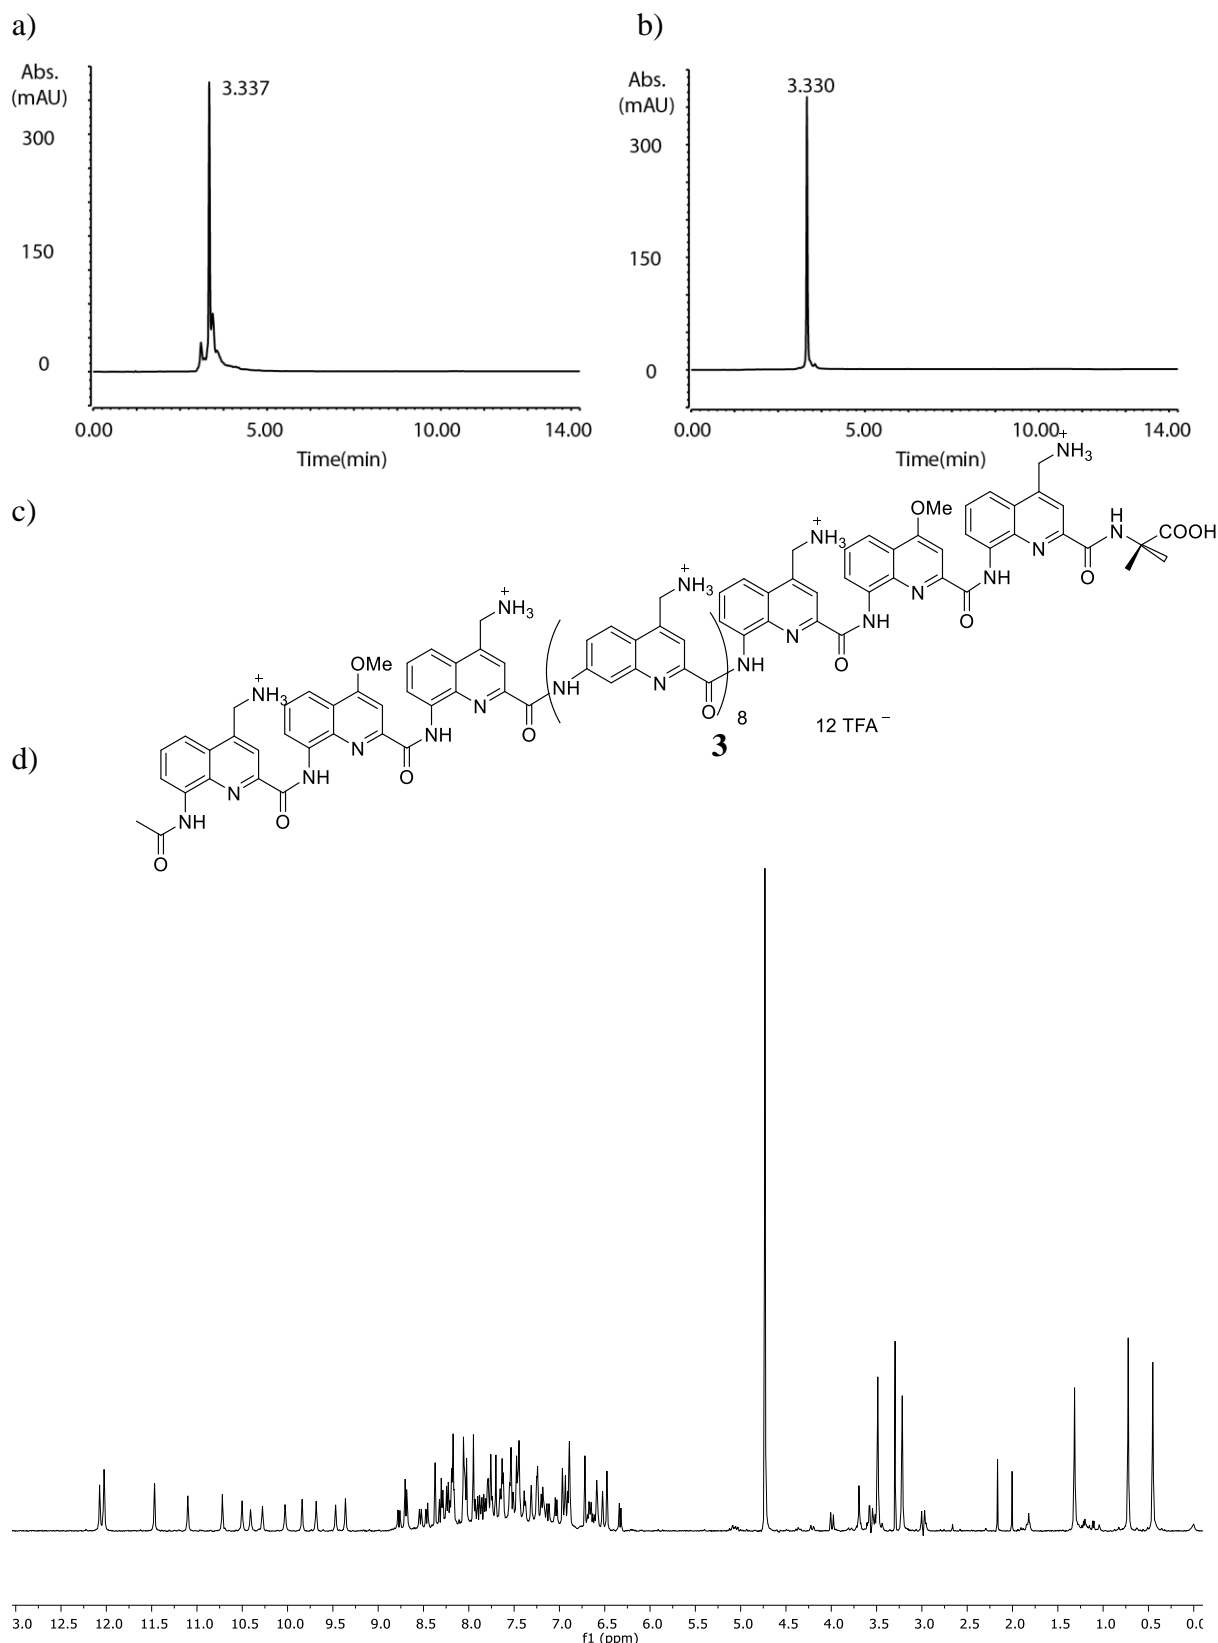 a)
Abs.
(mAU)
300
150
0
3.337
0.00 5.00 10.00 14.00
Time(min)
b)
Abs.
(mAU)
300
150
0
3.330
0.00 5.00 10.00 14.00
Time(min)
c)
+
NH3
OMe
H
N
COOH
N
O
NH
+
NH3
N
O
NH
+
NH3
N
O
NH
+
NH3
N
O
NH
8
OMe
N
O
NH
+
NH3
N
O
NH
N
O
NH
O
3
12 TFA −
d)
3.0 12.5 12.0 11.5 11.0 10.5 10.0 9.5 9.0 8.5 8.0 7.5 7.0 6.5 6.0 5.5 5.0 4.5 4.0 3.5 3.0 2.5 2.0 1.5 1.0 0.5 0.0
f1 (ppm)